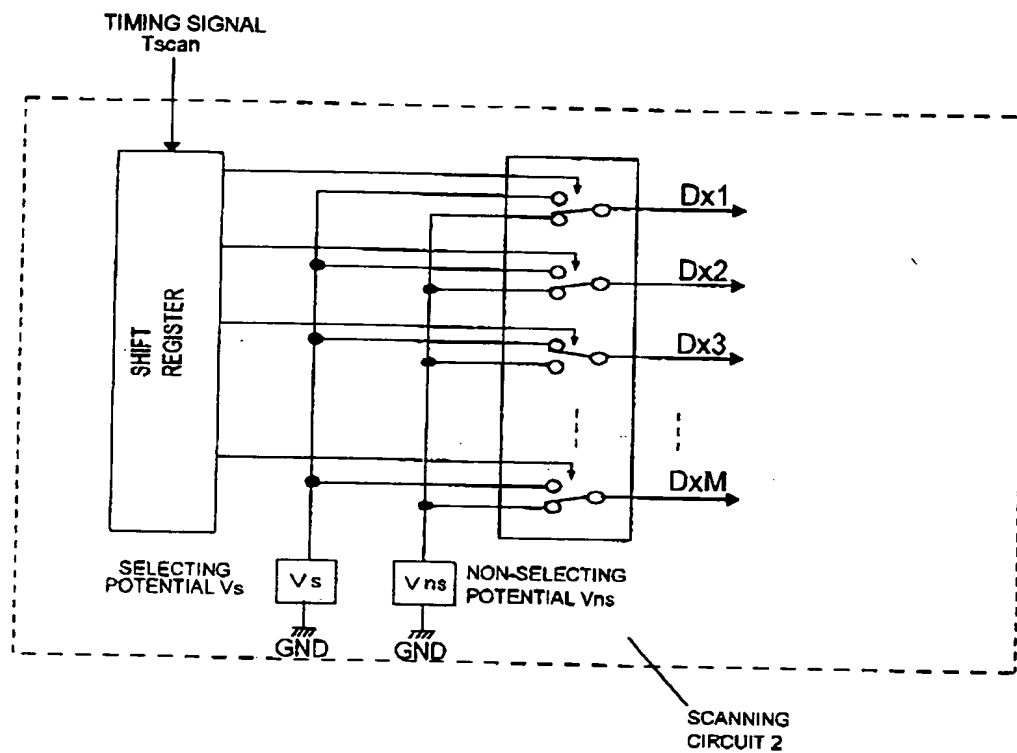 TIMING SIGNAL
Tscan
SHIFT
REGISTER
Dx1
Dx2
Dx3
DxM
SELECTING
POTENTIAL Vs
Vs
Vns
NON-SELECTING
POTENTIAL Vns
GND
GND
SCANNING
CIRCUIT 2